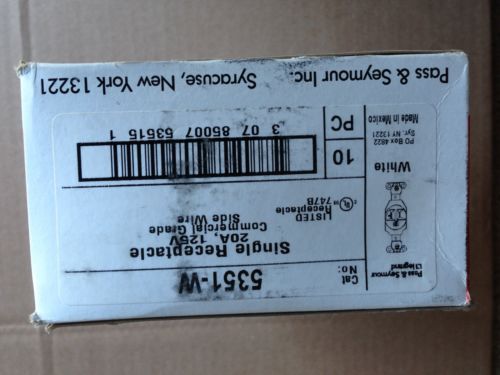 Pass & Seymour
legrand
Cat
No:
5351-W
Single Receptacle
20A, 125V
Commercial Grade
Side Wire
LISTED
Receptacle
747B
White
PO Box 4822
Syr. NY 13221
Made in Mexico
10
PC
3 07 85007 53515 1
Pass & Seymour Inc.
Syracuse, New York 13221